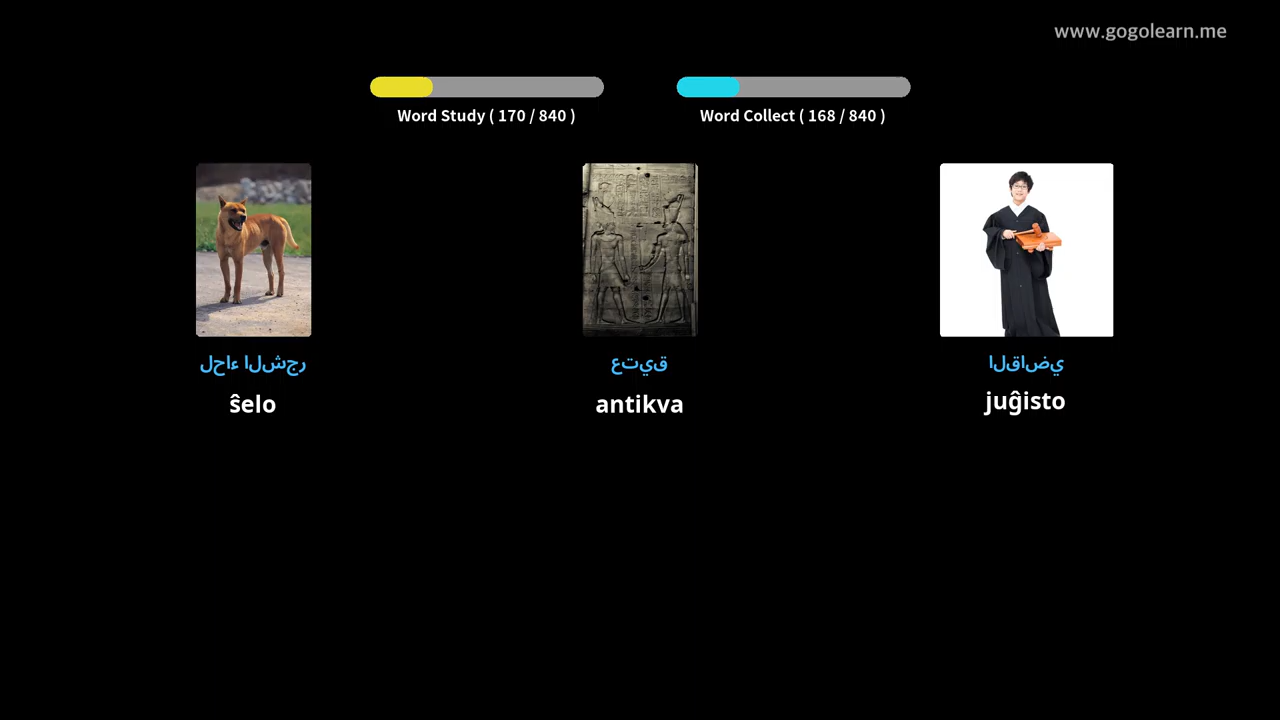 www.gogolearn.me
Word Study ( 170 / 840 )
Word Collect ( 168 / 840 )
لحاء الشجر
ŝelo
عتيق
antikva
القاضي
juĝisto